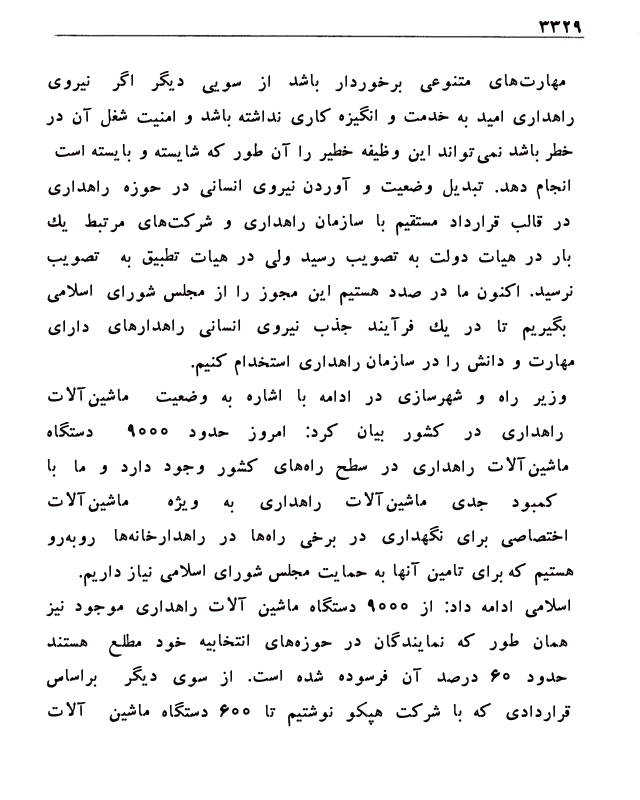 ۳۳۲۹
مهارت‌های متنوعی برخوردار باشد از سویی دیگر اگر نیروی
راهداری امید به خدمت و انگیزه کاری نداشته باشد و امنیت شغل آن در
خطر باشد نمی‌تواند این وظیفه خطیر را آن طور که شایسته و بایسته است
انجام دهد. تبدیل وضعیت و آوردن نیروی انسانی در حوزه راهداری
در قالب قرارداد مستقیم با سازمان راهداری و شرکت‌های مرتبط یك
بار در هیات دولت به تصویب رسید ولی در هیات تطبیق به تصویب
نرسید. اکنون ما در صدد هستیم این مجوز را از مجلس شورای اسلامی
بگیریم تا در یك فرآیند جذب نیروی انسانی راهدارهای دارای
مهارت و دانش را در سازمان راهداری استخدام کنیم.
وزیر راه و شهرسازی در ادامه با اشاره به وضعیت ماشین‌آلات
راهداری در کشور بیان کرد: امروز حدود ۹۰۰۰ دستگاه
ماشین‌آلات راهداری در سطح راه‌های کشور وجود دارد و ما با
کمبود جدی ماشین‌آلات راهداری به ویژه ماشین‌آلات
اختصاصی برای نگهداری در برخی راه‌ها در راهدارخانه‌ها روبه‌رو
هستیم که برای تامین آنها به حمایت مجلس شورای اسلامی نیاز داریم.
اسلامی ادامه داد: از ۹۰۰۰ دستگاه ماشین آلات راهداری موجود نیز
همان طور که نمایندگان در حوزه‌های انتخابیه خود مطلع هستند
حدود ۶۰ درصد آن فرسوده شده است. از سوی دیگر براساس
قراردادی که با شرکت هپکو نوشتیم تا ۶۰۰ دستگاه ماشین آلات